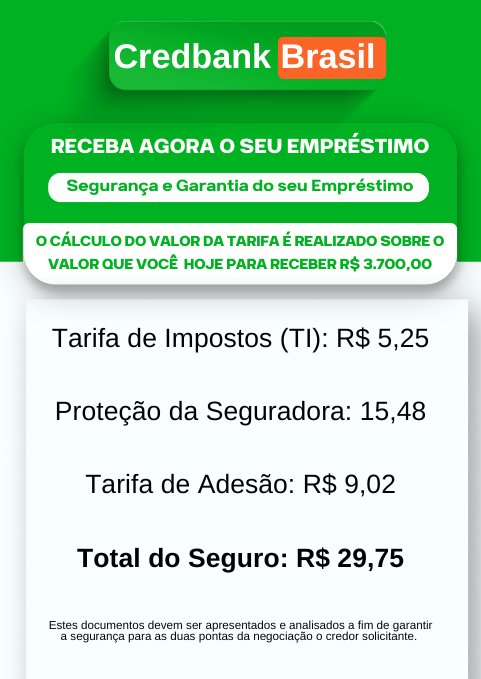 Credbank Brasil
RECEBA AGORA O SEU EMPRÉSTIMO
Segurança e Garantia do seu Empréstimo
O CÁLCULO DO VALOR DA TARIFA É REALIZADO SOBRE O
VALOR QUE VOCÊ HOJE PARA RECEBER R$ 3.700,00
Tarifa de Impostos (TI): R$ 5,25
Proteção da Seguradora: 15,48
Tarifa de Adesão: R$ 9,02
Total do Seguro: R$ 29,75
Estes documentos devem ser apresentados e analisados a fim de garantir
a segurança para as duas pontas da negociação o credor solicitante.